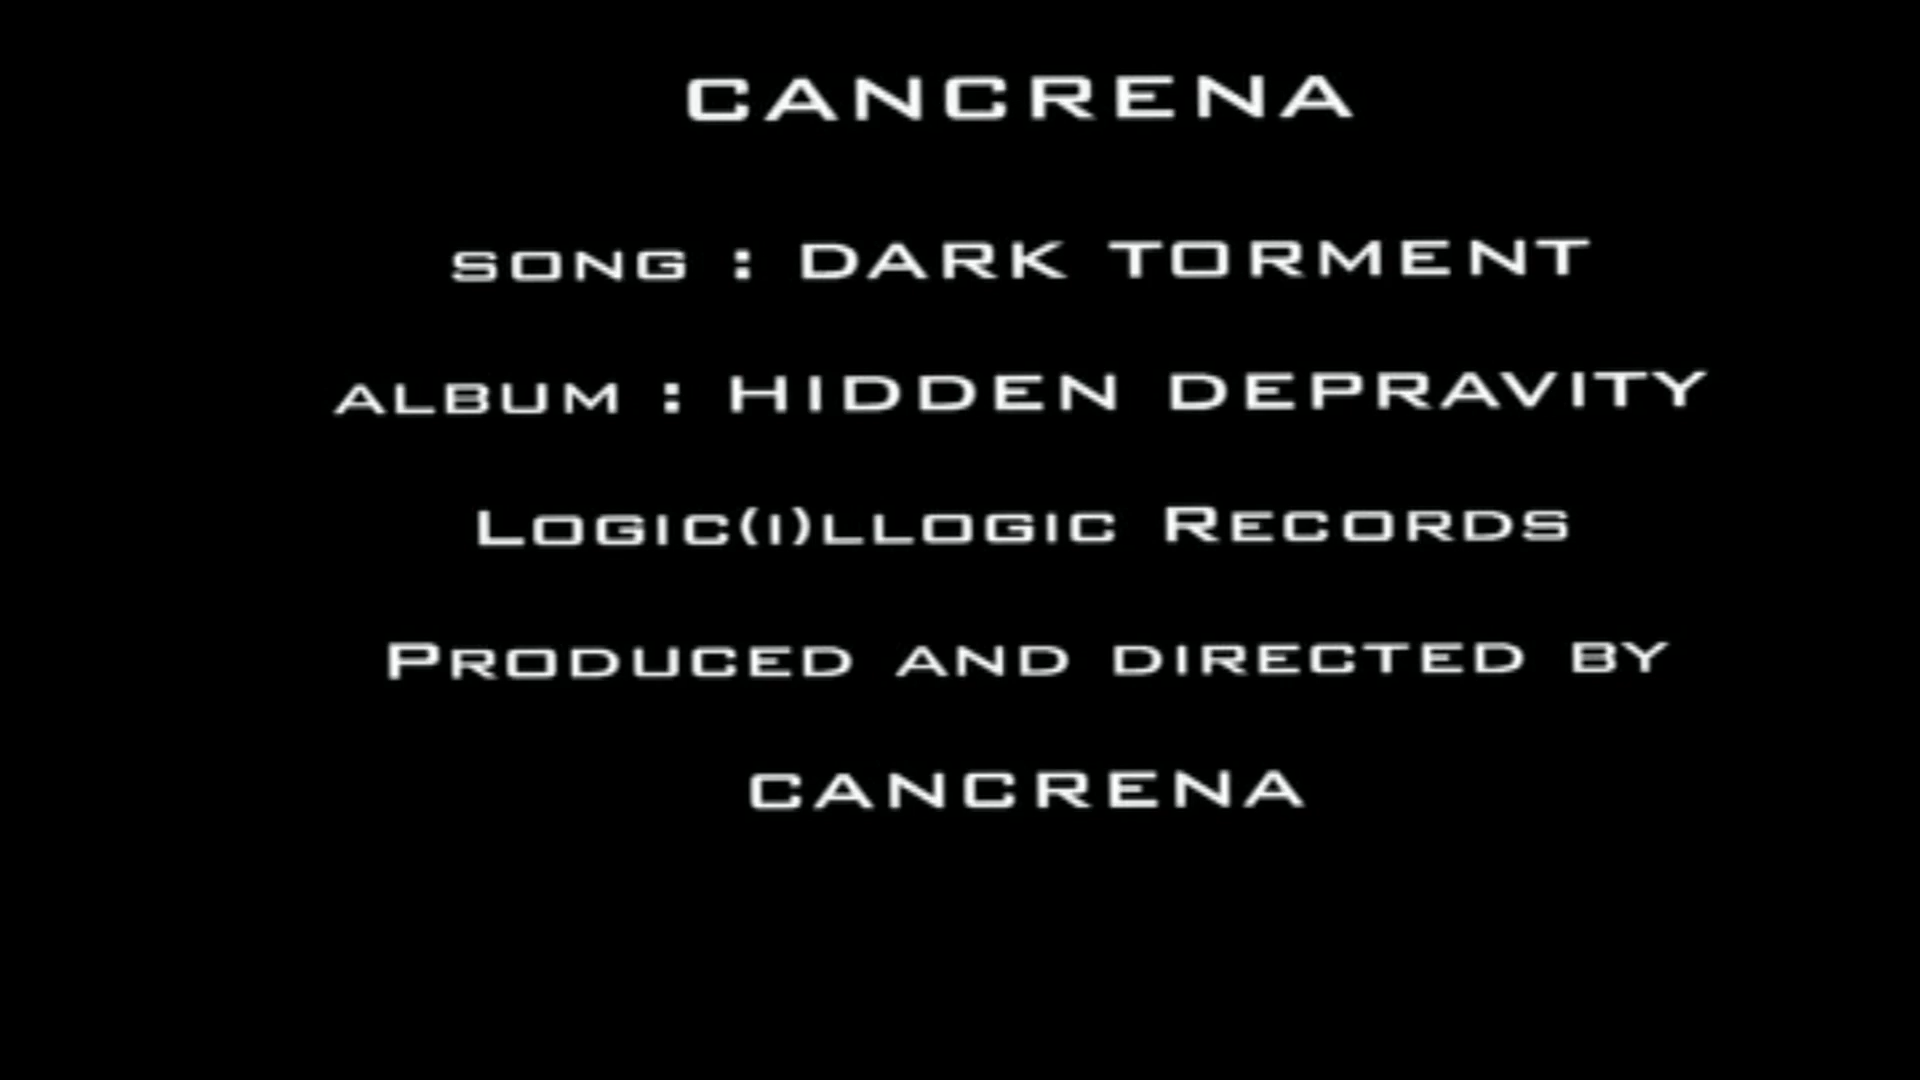 CANCRENA
SONG : DARK TORMENT
ALBUM : HIDDEN DEPRAVITY
LOGIC(I)LLOGIC RECORDS
PRODUCED AND DIRECTED BY
CANCRENA